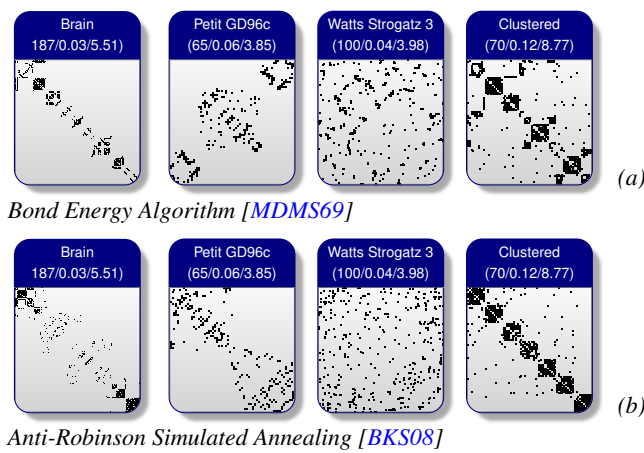 Brain
187/0.03/5.51)
Petit GD96c
(65/0.06/3.85)
Watts Strogatz 3
(100/0.04/3.98)
Clustered
(70/0.12/8.77)
(a)
Bond Energy Algorithm [MDMS69]
Brain
187/0.03/5.51)
Petit GD96c
(65/0.06/3.85)
Watts Strogatz 3
(100/0.04/3.98)
Clustered
(70/0.12/8.77)
(b)
Anti-Robinson Simulated Annealing [BKS08]